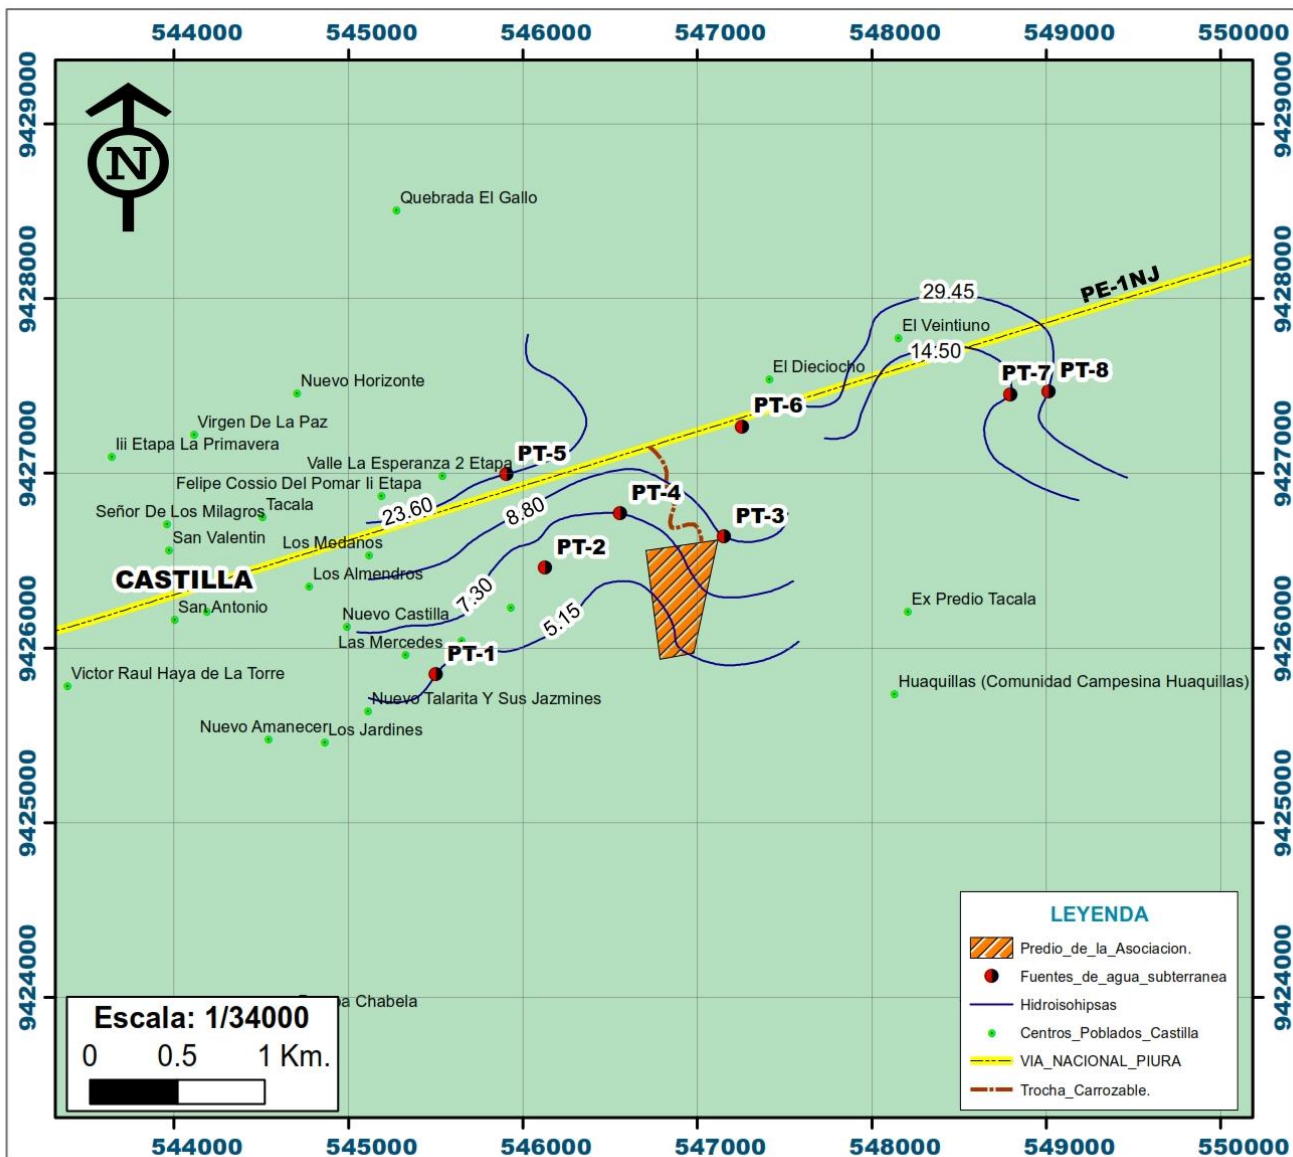 544000 545000 546000 547000 548000 549000 550000
9429000 9429000
N
Quebrada El Gallo
9428000 9428000
PE-1NJ
29.45
El Veintiuno
14.50
El Dieciocho
PT-7 PT-8
Nuevo Horizonte
PT-6
Virgen De La Paz
Iii Etapa La Primavera
9427000 9427000
PT-5
Valle La Esperanza 2 Etapa
Felipe Cossio Del Pomar Ii Etapa
PT-4
Señor De Los Milagros Tacala
23.60 8.80
PT-3
San Valentin
Los Medanos
PT-2
CASTILLA
Los Almendros
7.30
San Antonio
Nuevo Castilla
5.15
Ex Predio Tacala
9426000 9426000
Las Mercedes
PT-1
Victor Raul Haya de La Torre
Huaquillas (Comunidad Campesina Huaquillas)
Nuevo Talarita Y Sus Jazmines
Nuevo Amanecer Los Jardines
9425000 9425000
9424000 9424000
Chabela
Escala: 1/34000
0 0.5 1 Km.
LEYENDA
Predio_de_la_Asociacion.
Fuentes_de_agua_subterranea
Hidroisohipsas
Centros_Poblados_Castilla
VIA_NACIONAL_PIURA
Trocha_Carrozable.
544000 545000 546000 547000 548000 549000 550000